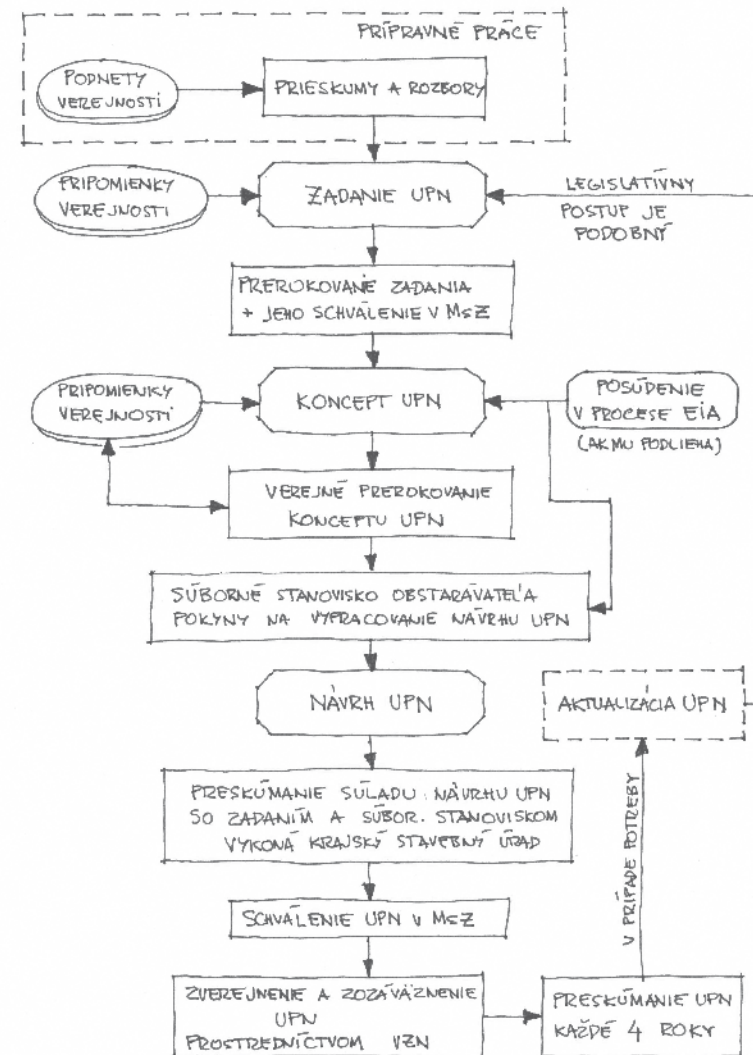 PRÍPRAVNÉ PRÁCE
PODNETY
VEREJNOSTI
PRIESKUMY A ROZBORY
PRIPOMIENKY
VEREJNOSTI
ZADANIE UPN
LEGISLATÍVNY
POSTUP JE
PODOBNÝ
PREROKOVANIE ZADANIA
+ JEHO SCHVÁLENIE V MsZ
PRIPOMIENKY
VEREJNOSTI
KONCEPT UPN
POSÚDENIE
V PROCESE EIA
(AK MU PODLIEHA)
VEREJNÉ PREROKOVANIE
KONCEPTU UPN
SÚBORNÉ STANOVISKO OBSTARÁVATEĽA
POKYNY NA VYPRACOVANIE NÁVRHU UPN
NÁVRH UPN
AKTUALIZÁCIA UPN
PRESKÚMANIE SÚLADU NÁVRHU UPN
SO ZADANÍM A SÚBOR. STANOVISKOM
VYKONÁ KRAJSKÝ STAVEBNÝ ÚRAD
V PRÍPADE POTREBY
SCHVÁLENIE UPN V MsZ
ZVEREJNENIE A ZOZÁVÄZNENIE
UPN
PROSTREDNÍCTVOM VZN
PRESKÚMANIE UPN
KAŽDÉ 4 ROKY